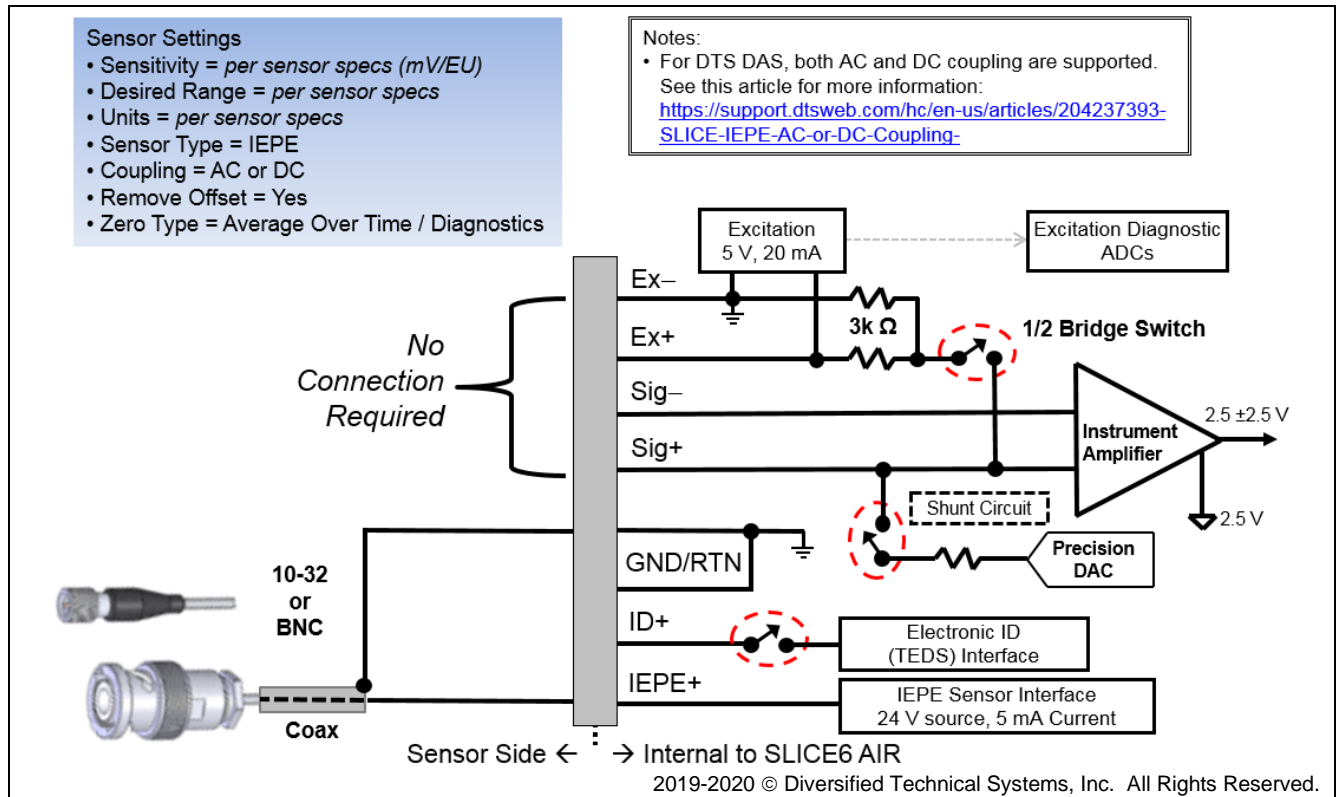 Sensor Settings
• Sensitivity = per sensor specs (mV/EU)
• Desired Range = per sensor specs
• Units = per sensor specs
• Sensor Type = IEPE
• Coupling = AC or DC
• Remove Offset = Yes
• Zero Type = Average Over Time / Diagnostics
Notes:
• For DTS DAS, both AC and DC coupling are supported.
See this article for more information:
https://support.dtsweb.com/hc/en-us/articles/204237393-
SLICE-IEPE-AC-or-DC-Coupling-
Excitation
5 V, 20 mA
Excitation Diagnostic
ADCs
Ex–
Ex+
Sig–
Sig+
3k Ω
1/2 Bridge Switch
No
Connection
Required
Instrument
Amplifier
2.5 ±2.5 V
2.5 V
Shunt Circuit
Precision
DAC
GND/RTN
10-32
or
BNC
ID+
Electronic ID
(TEDS) Interface
IEPE+
IEPE Sensor Interface
24 V source, 5 mA Current
Coax
Sensor Side ← → Internal to SLICE6 AIR
2019-2020 © Diversified Technical Systems, Inc. All Rights Reserved.